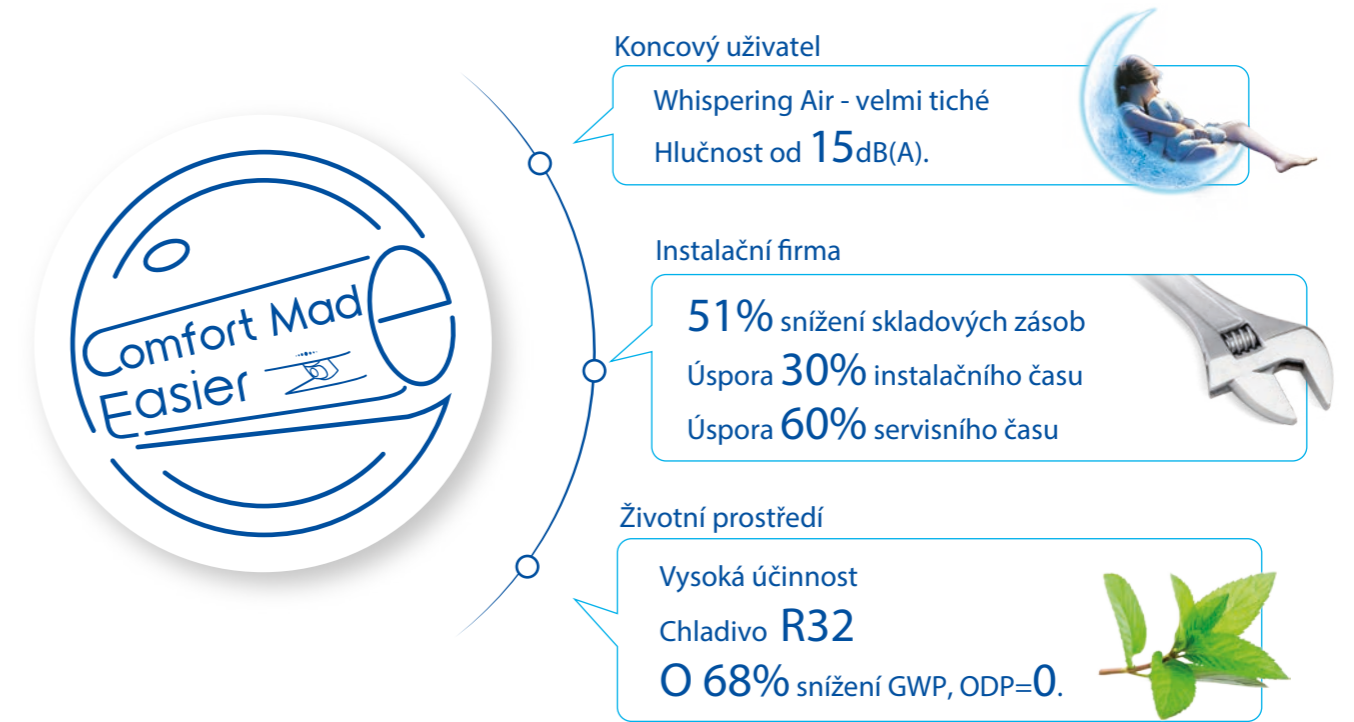 Comfort Made
Easier
Koncový uživatel
Whispering Air - velmi tiché
Hlučnost od 15dB(A).
Instalační firma
51% snížení skladových zásob
Úspora 30% instalačního času
Úspora 60% servisního času
Životní prostředí
Vysoká účinnost
Chladivo R32
O 68% snížení GWP, ODP=0.